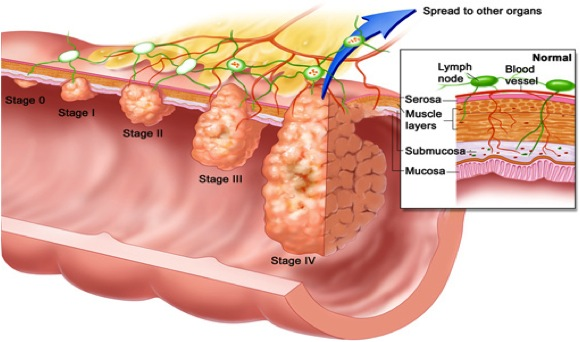 Spread to other organs
Normal
Lymph
node
Blood
vessel
Serosa
Muscle
layers
Submucosa
Mucosa
Stage 0
Stage I
Stage II
Stage III
Stage IV